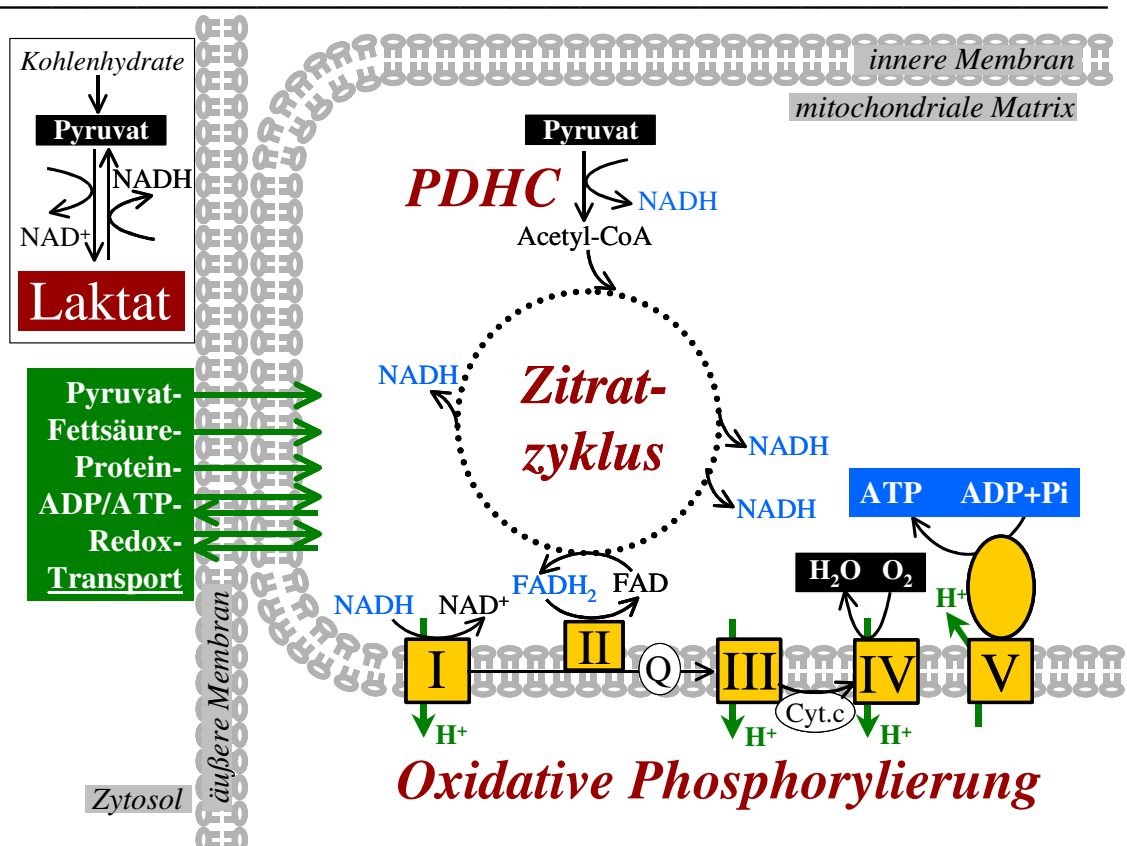 Kohlenhydrate
Pyruvat
NADH
NAD⁺
Laktat
Pyruvat-
Fettsäure-
Protein-
ADP/ATP-
Redox-
Transport
Zytosol
äußere Membran
innere Membran
mitochondriale Matrix
Pyruvat
PDHC
NADH
Acetyl-CoA
Zitrat-
zyklus
NADH
NADH
NADH
FADH₂
FAD
NADH
NAD⁺
I
II
Q
III
Cyt.c
IV
V
H₂O O₂
ATP ADP+Pi
H⁺
H⁺
H⁺
H⁺
Oxidative Phosphorylierung